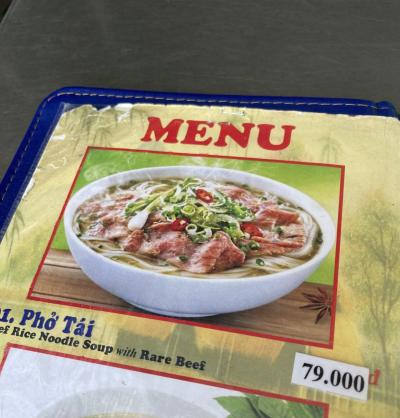 MENU
1. Phở Tái
ef Rice Noodle Soup with Rare Beef
79.000